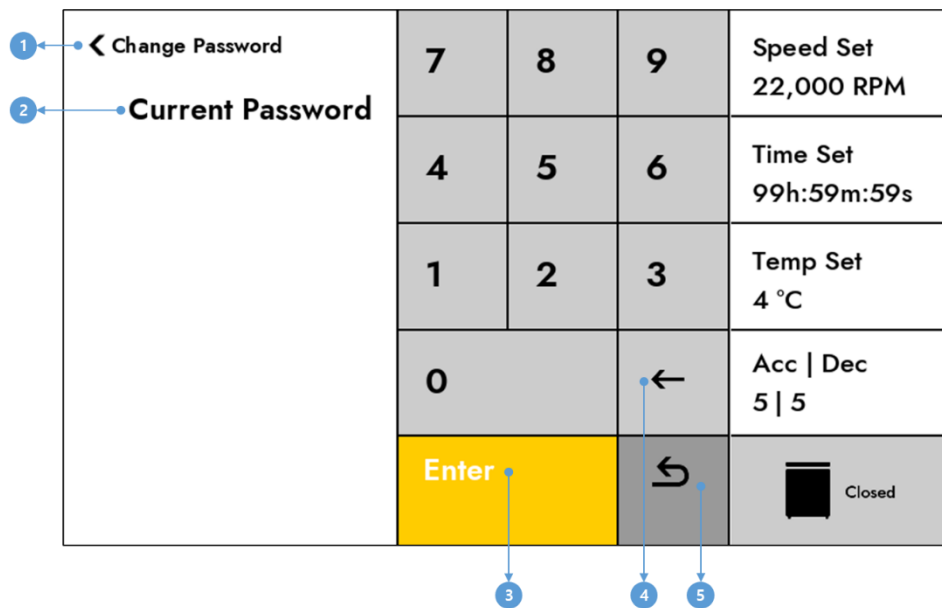 1
Change Password
2
Current Password
7 8 9
4 5 6
1 2 3
0
Enter
Speed Set
22,000 RPM
Time Set
99h:59m:59s
Temp Set
4 °C
Acc | Dec
5 | 5
Closed
3 4 5